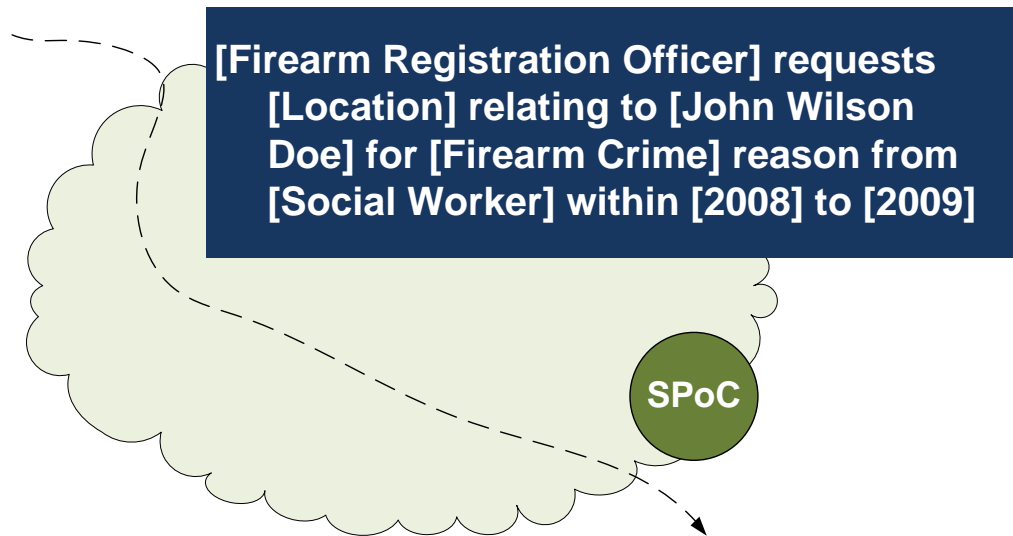 [Firearm Registration Officer] requests
[Location] relating to [John Wilson
Doe] for [Firearm Crime] reason from
[Social Worker] within [2008] to [2009]
SPoC